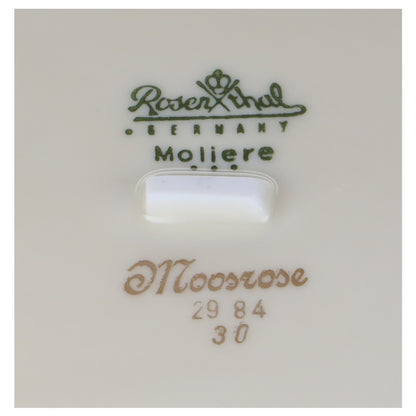 Rosenthal
GERMANY
Moliere
Moosrose
29 84
30